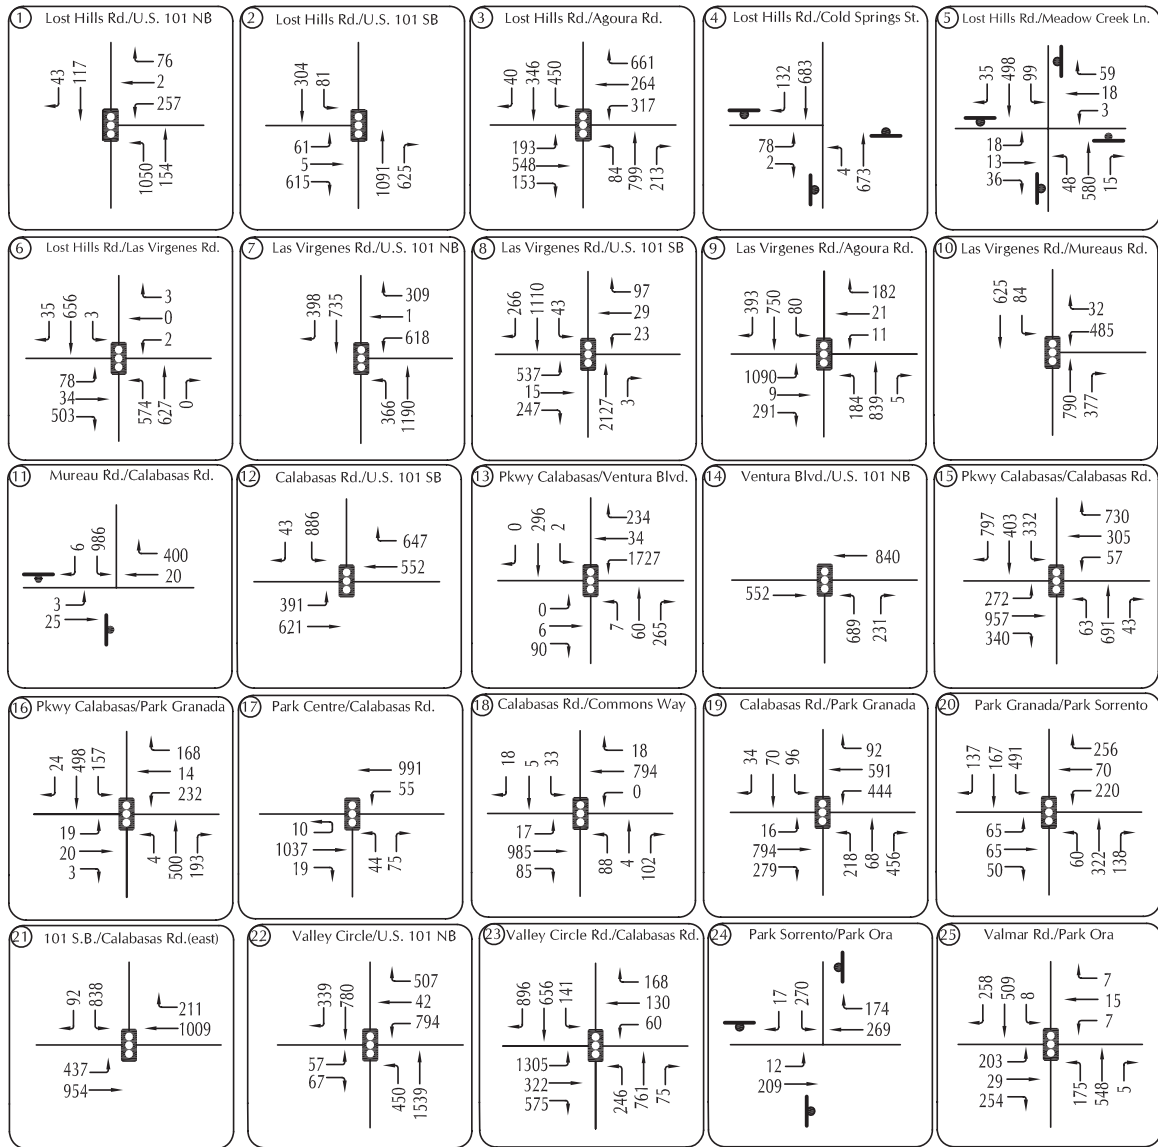 1 Lost Hills Rd./U.S. 101 NB
43 117
76
2
257
1050 154
2 Lost Hills Rd./U.S. 101 SB
304 81
61
5
615
1091 625
3 Lost Hills Rd./Agoura Rd.
40 346 450
661
264
317
193
548
153
84 799 213
4 Lost Hills Rd./Cold Springs St.
132 683
78
2
4 673
5 Lost Hills Rd./Meadow Creek Ln.
35 498 99
59
18
3
18
13
36
48 580 15
6 Lost Hills Rd./Las Virgenes Rd.
35 656 3
3
0
2
78
34
503
574 627 0
7 Las Virgenes Rd./U.S. 101 NB
398 735
309
1
618
366 1190
8 Las Virgenes Rd./U.S. 101 SB
266 1110 43
97
29
23
537
15
247
2127 3
9 Las Virgenes Rd./Agoura Rd.
393 750 80
182
21
11
1090
9
291
184 839 5
10 Las Virgenes Rd./Mureaus Rd.
625 84
32
485
790 377
11 Mureau Rd./Calabasas Rd.
6 986
400
20
3
25
12 Calabasas Rd./U.S. 101 SB
43 886
647
552
391
621
13 Pkwy Calabasas/Ventura Blvd.
0 296 2
234
34
1727
0
6
90
7 60 265
14 Ventura Blvd./U.S. 101 NB
840
552
689 231
15 Pkwy Calabasas/Calabasas Rd.
797 403 332
730
305
57
272
957
340
63 691 43
16 Pkwy Calabasas/Park Granada
24 498 157
168
14
232
19
20
3
4 500 193
17 Park Centre/Calabasas Rd.
991
55
10
1037
19
44 75
18 Calabasas Rd./Commons Way
18 5 33
18
794
0
17
985
85
88 4 102
19 Calabasas Rd./Park Granada
34 70 96
92
591
444
16
794
279
218 68 456
20 Park Granada/Park Sorrento
137 167 491
256
70
220
65
65
50
60 322 138
21 101 S.B./Calabasas Rd.(east)
92 838
211
1009
437
954
22 Valley Circle/U.S. 101 NB
339 780
507
42
794
57
67
450 1539
23 Valley Circle Rd./Calabasas Rd.
896 656 141
168
130
60
1305
322
575
246 761 75
24 Park Sorrento/Park Ora
17 270
174
269
12
209
25 Valmar Rd./Park Ora
258 509 8
7
15
7
203
29
254
175 548 5